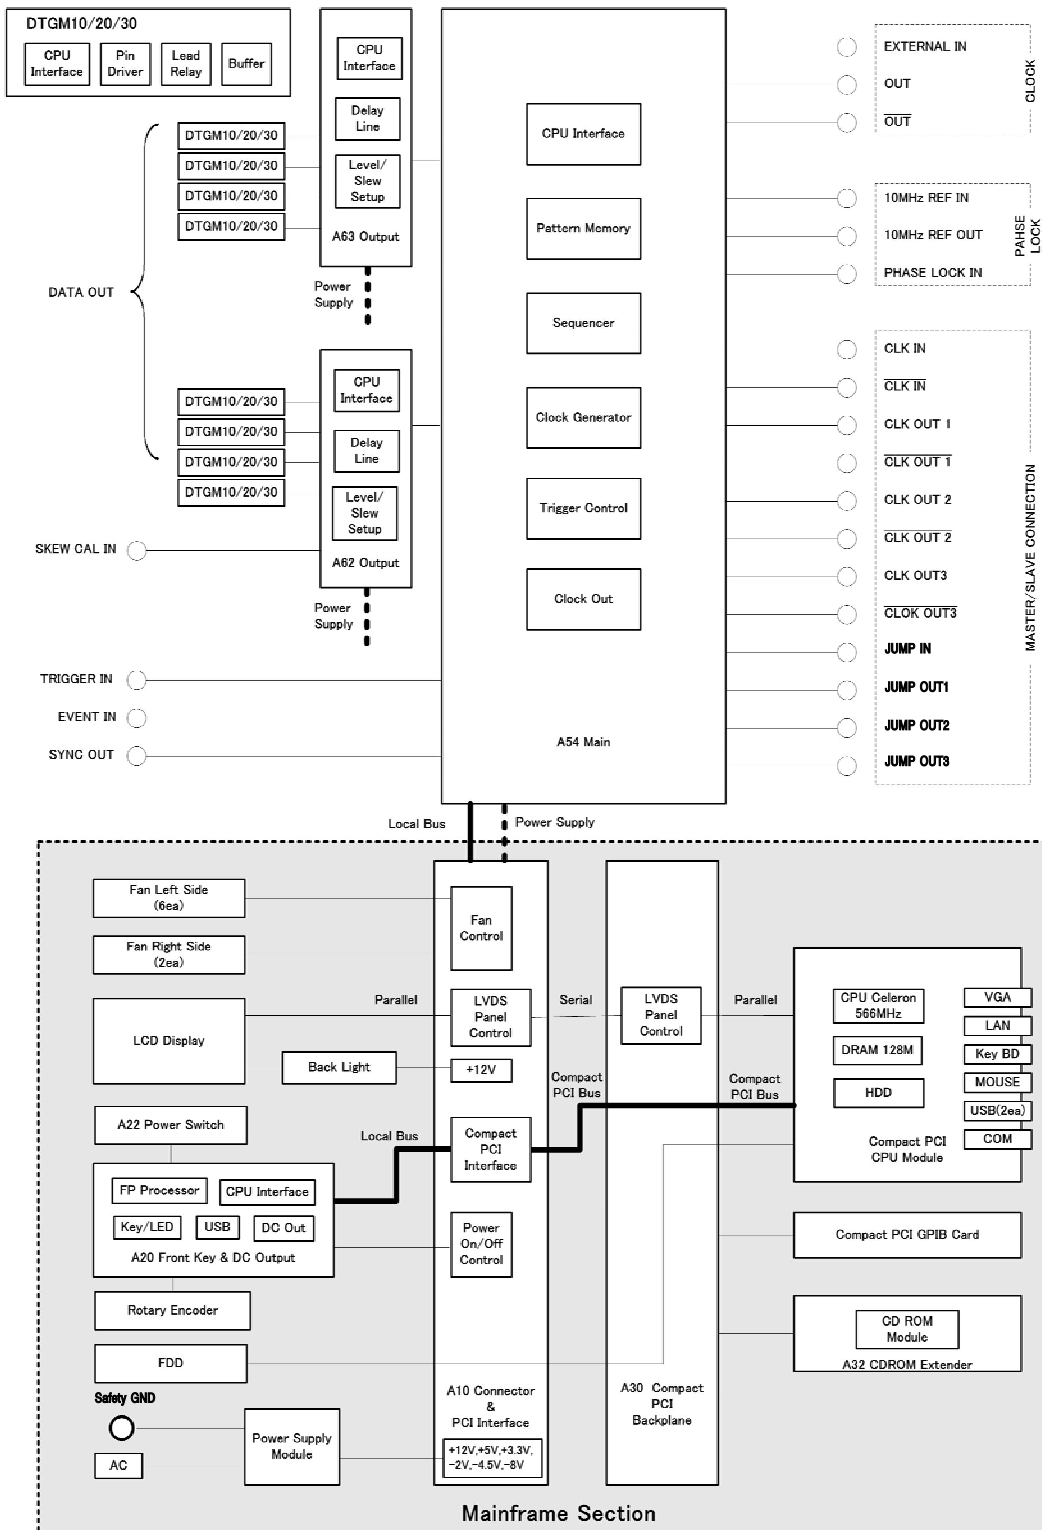 DTGM10/20/30
CPU
Interface
Pin
Driver
Lead
Relay
Buffer
CPU
Interface
Delay
Line
Level/
Slew
Setup
A63 Output
DTGM10/20/30
DTGM10/20/30
DTGM10/20/30
DTGM10/20/30
Power
Supply
DATA OUT
CPU
Interface
Delay
Line
Level/
Slew
Setup
A62 Output
DTGM10/20/30
DTGM10/20/30
DTGM10/20/30
DTGM10/20/30
SKEW CAL IN
Power
Supply
TRIGGER IN
EVENT IN
SYNC OUT
CPU Interface
Pattern Memory
Sequencer
Clock Generator
Trigger Control
Clock Out
A54 Main
EXTERNAL IN
OUT
OUT
CLOCK
10MHz REF IN
10MHz REF OUT
PHASE LOCK IN
PAHSE
LOCK
CLK IN
CLK IN
CLK OUT 1
CLK OUT 1
CLK OUT 2
CLK OUT 2
CLK OUT3
CLOK OUT3
JUMP IN
JUMP OUT1
JUMP OUT2
JUMP OUT3
MASTER/SLAVE CONNECTION
Local Bus
Power Supply
Fan Left Side
(6ea)
Fan Right Side
(2ea)
Fan
Control
LCD Display
Parallel
LVDS
Panel
Control
Serial
LVDS
Panel
Control
Parallel
Back Light
+12V
Compact
PCI Bus
Compact
PCI Bus
CPU Celeron
566MHz
DRAM 128M
HDD
VGA
LAN
Key BD
MOUSE
USB(2ea)
COM
Compact PCI
CPU Module
A22 Power Switch
Local Bus
Compact
PCI
Interface
FP Processor
CPU Interface
Key/LED
USB
DC Out
A20 Front Key & DC Output
Power
On/Off
Control
Compact PCI GPIB Card
Rotary Encoder
CD ROM
Module
A32 CDROM Extender
FDD
Safety GND
AC
Power Supply
Module
A10 Connector
&
PCI Interface
+12V,+5V,+3.3V,
-2V,-4.5V,-8V
A30 Compact
PCI
Backplane
Mainframe Section